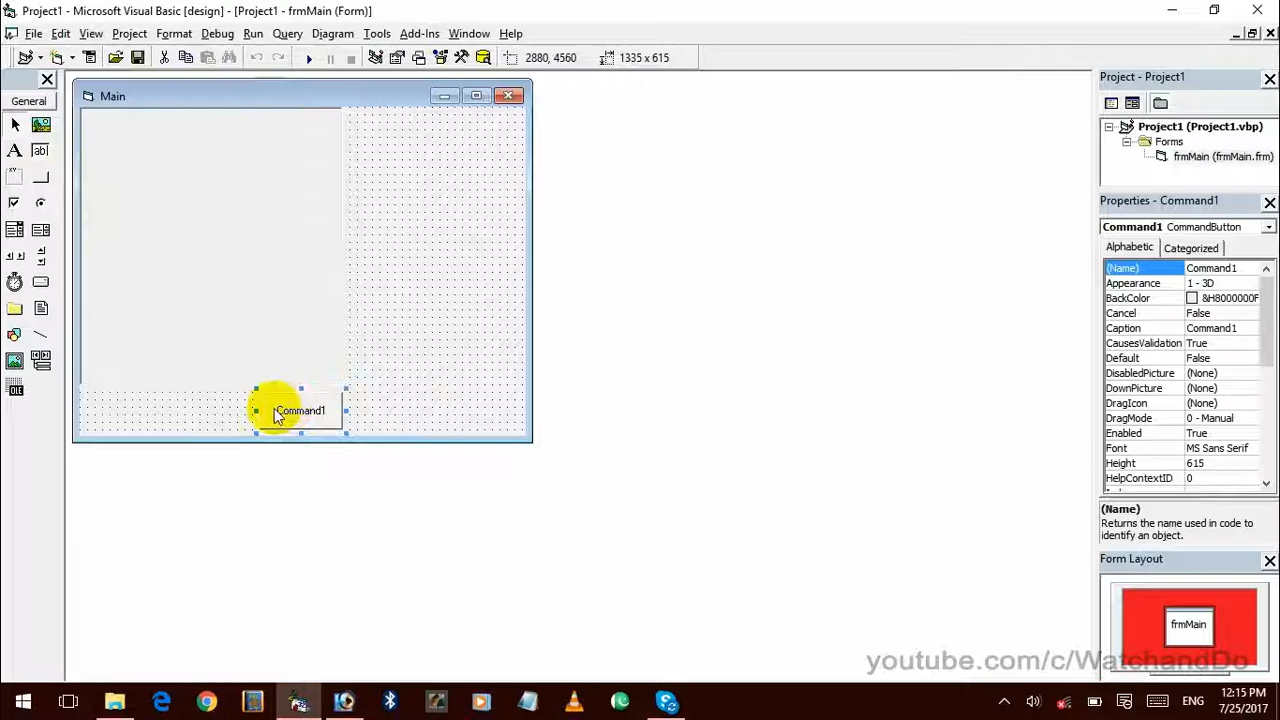 Project1 - Microsoft Visual Basic [design] - [Project1 - frmMain (Form)]
File Edit View Project Format Debug Run Query Diagram Tools Add-Ins Window Help
2880, 4560 1335 x 615
General
Main
Command1
A ab|
xy
OLE
Project - Project1
Project1 (Project1.vbp)
Forms
frmMain (frmMain.frm)
Properties - Command1
Command1 CommandButton
Alphabetic Categorized
(Name) Command1
Appearance 1 - 3D
BackColor &H8000000F
Cancel False
Caption Command1
CausesValidation True
Default False
DisabledPicture (None)
DownPicture (None)
DragIcon (None)
DragMode 0 - Manual
Enabled True
Font MS Sans Serif
Height 615
HelpContextID 0
(Name)
Returns the name used in code to
identify an object.
Form Layout
frmMain
youtube.com/c/WatchandDo
ENG
12:15 PM
7/25/2017